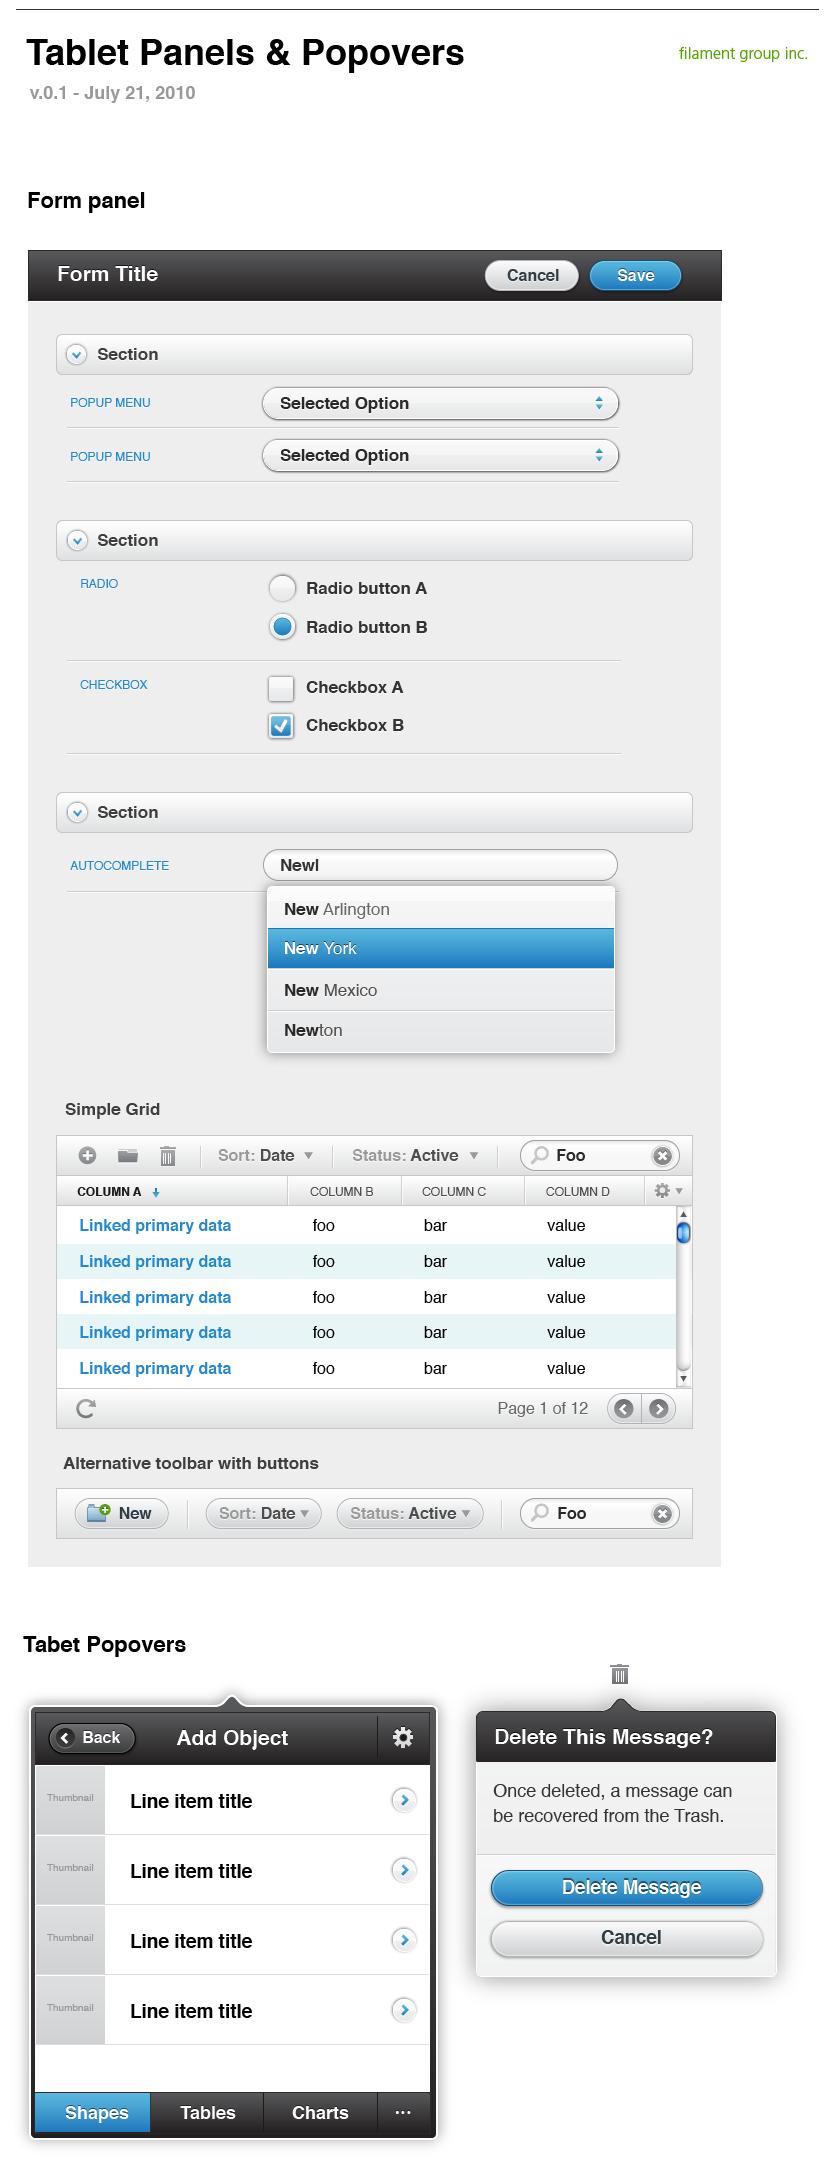 Tablet Panels & Popovers
filament group inc.
v.0.1 - July 21, 2010
Form panel
Form Title
Cancel
Save
Section
POPUP MENU
Selected Option
POPUP MENU
Selected Option
Section
RADIO
Radio button A
Radio button B
CHECKBOX
Checkbox A
Checkbox B
Section
AUTOCOMPLETE
New|
New Arlington
New York
New Mexico
Newton
Simple Grid
Sort: Date
Status: Active
Foo
COLUMN A
COLUMN B
COLUMN C
COLUMN D
Linked primary data foo bar value
Linked primary data foo bar value
Linked primary data foo bar value
Linked primary data foo bar value
Linked primary data foo bar value
Page 1 of 12
Alternative toolbar with buttons
New
Sort: Date
Status: Active
Foo
Tabet Popovers
Back
Add Object
Thumbnail
Line item title
Thumbnail
Line item title
Thumbnail
Line item title
Thumbnail
Line item title
Shapes
Tables
Charts
...
Delete This Message?
Once deleted, a message can
be recovered from the Trash.
Delete Message
Cancel